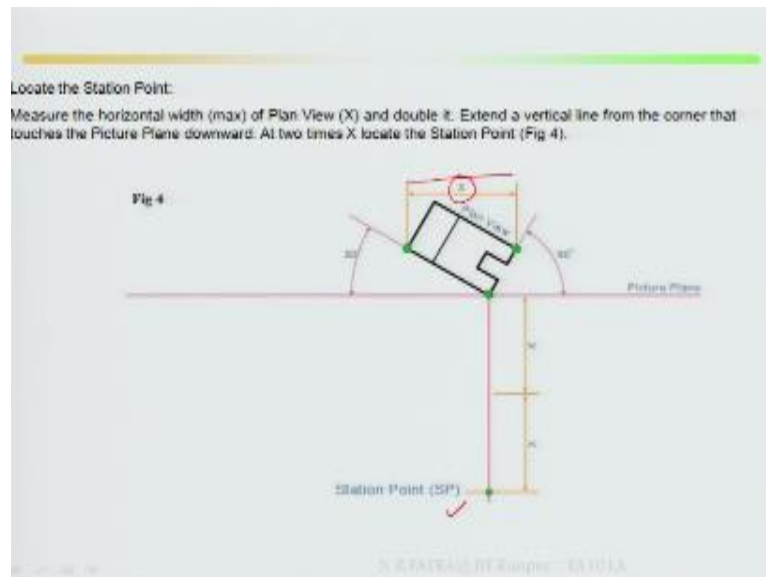 Locate the Station Point:
Measure the horizontal width (max) of Plan View (X) and double it. Extend a vertical line from the corner that
touches the Picture Plane downward. At two times X locate the Station Point (Fig 4).
Fig 4
X
Plan View
30
60°
Picture Plane
X
X
Station Point (SP)